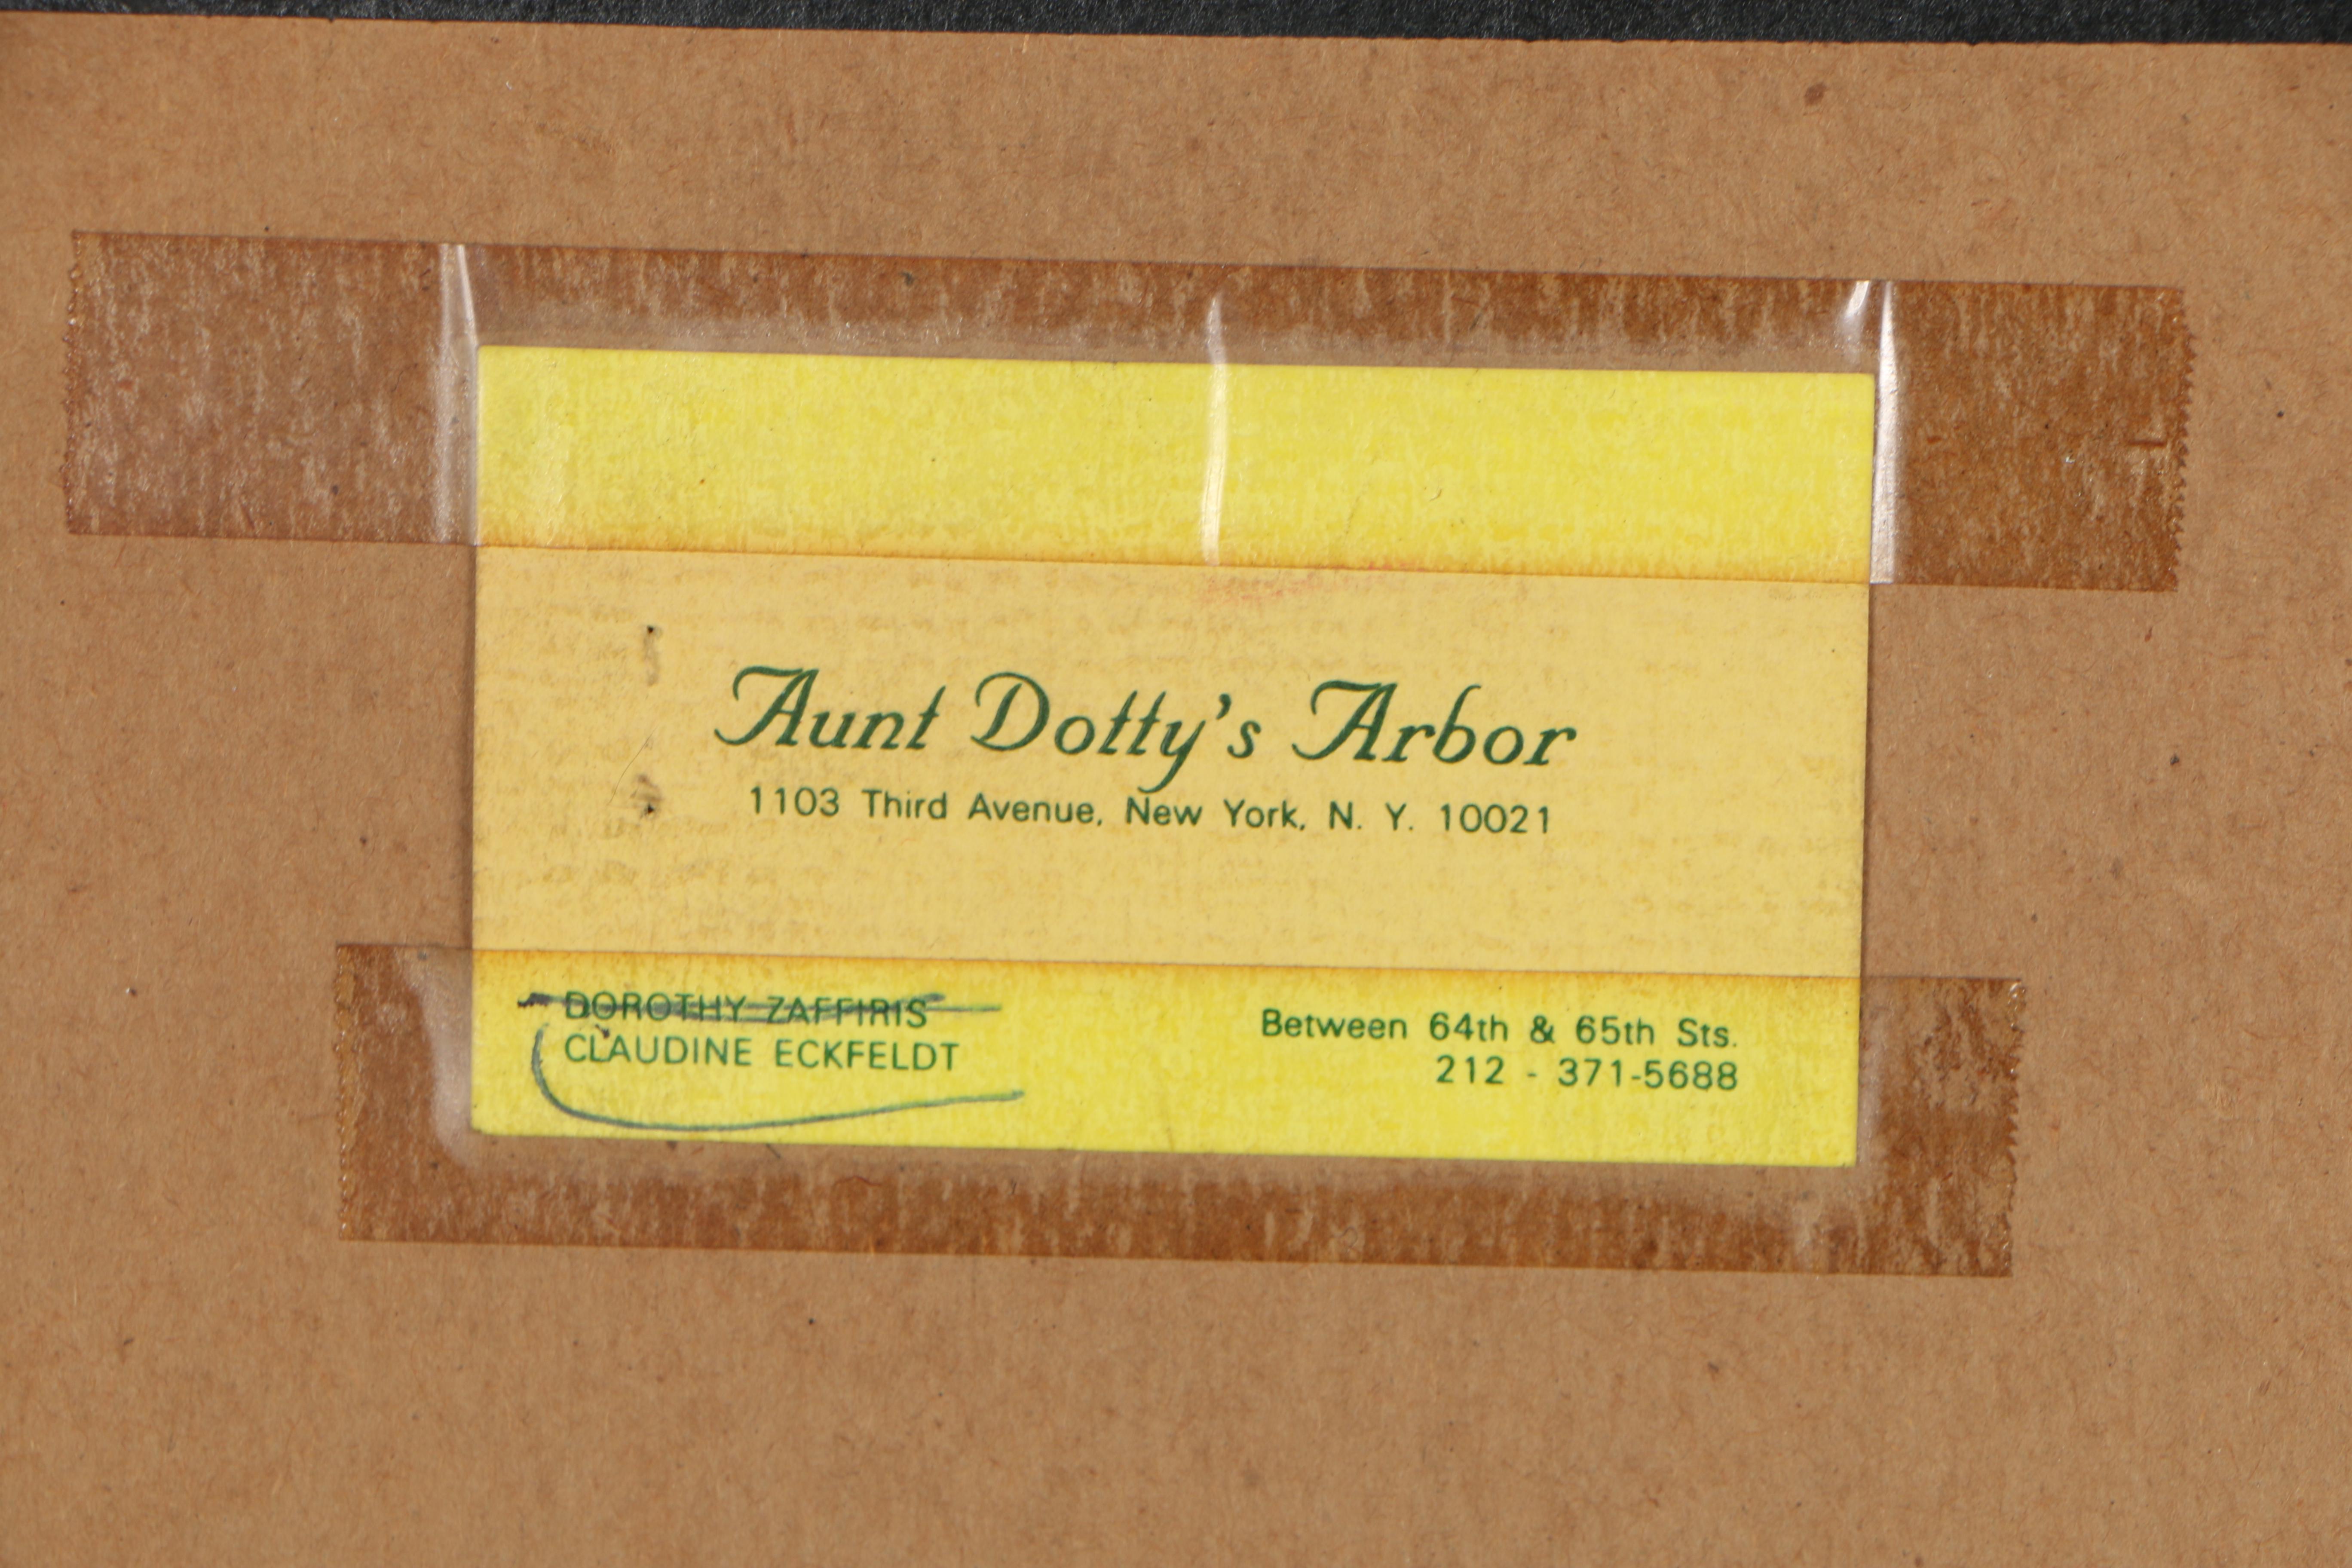 Aunt Dotty's Arbor
1103 Third Avenue, New York, N. Y. 10021
DOROTHY ZAFFIRIS
CLAUDINE ECKFELDT
Between 64th & 65th Sts.
212 - 371-5688